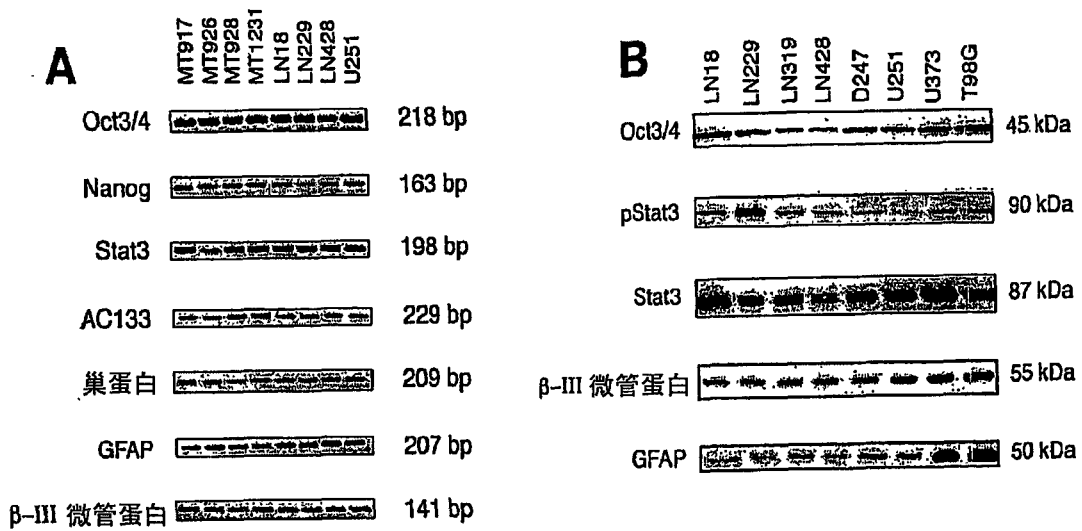 A
MT917
MT926
MT928
MT1231
LN18
LN229
LN428
U251
Oct3/4 218 bp
Nanog 163 bp
Stat3 198 bp
AC133 229 bp
巢蛋白 209 bp
GFAP 207 bp
β-III 微管蛋白 141 bp
B
LN18
LN229
LN319
LN428
D247
U251
U373
T98G
Oct3/4 45 kDa
pStat3 90 kDa
Stat3 87 kDa
β-III 微管蛋白 55 kDa
GFAP 50 kDa